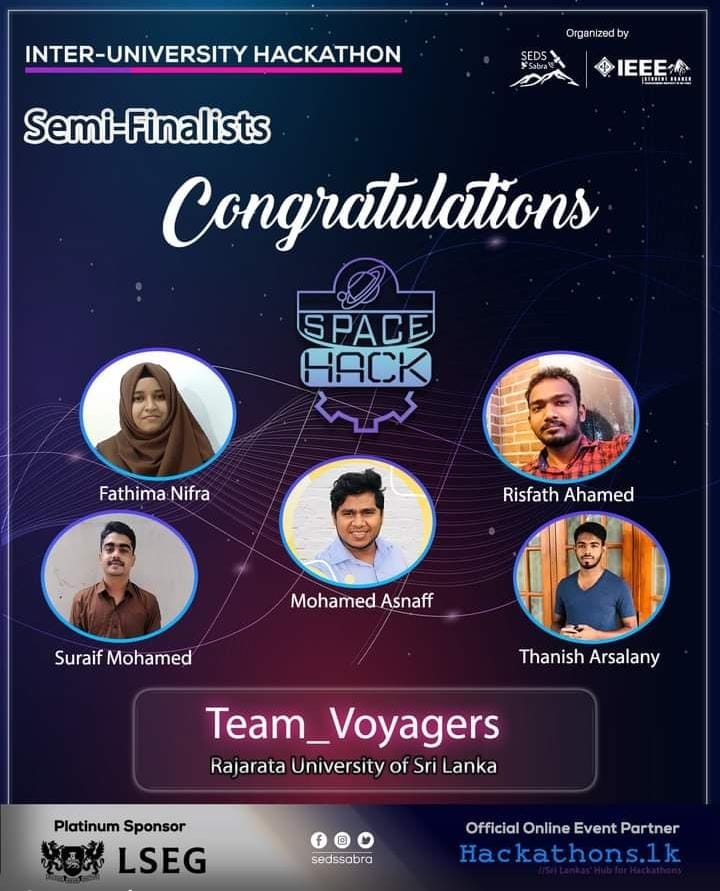 INTER-UNIVERSITY HACKATHON
Organized by
SEDS
Sabra
IEEE
STUDENT BRANCH
Semi-Finalists
Congratulations
SPACE
HACK
Fathima Nifra
Risfath Ahamed
Mohamed Asnaff
Suraif Mohamed
Thanish Arsalany
Team_Voyagers
Rajarata University of Sri Lanka
Platinum Sponsor
LSEG
sedssabra
Official Online Event Partner
Hackathons.lk
//Sri Lankas' Hub for Hackathons